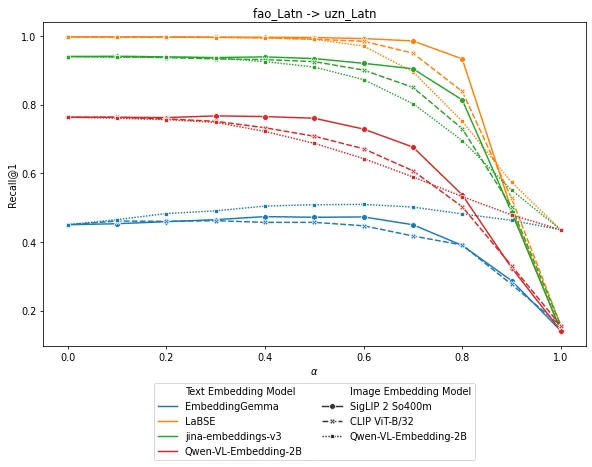 fao_Latn -> uzn_Latn
Recall@1
1.0
0.8
0.6
0.4
0.2
0.0 0.2 0.4 0.6 0.8 1.0
α
Text Embedding Model Image Embedding Model
EmbeddingGemma SigLIP 2 So400m
LaBSE CLIP ViT-B/32
jina-embeddings-v3 Qwen-VL-Embedding-2B
Qwen-VL-Embedding-2B